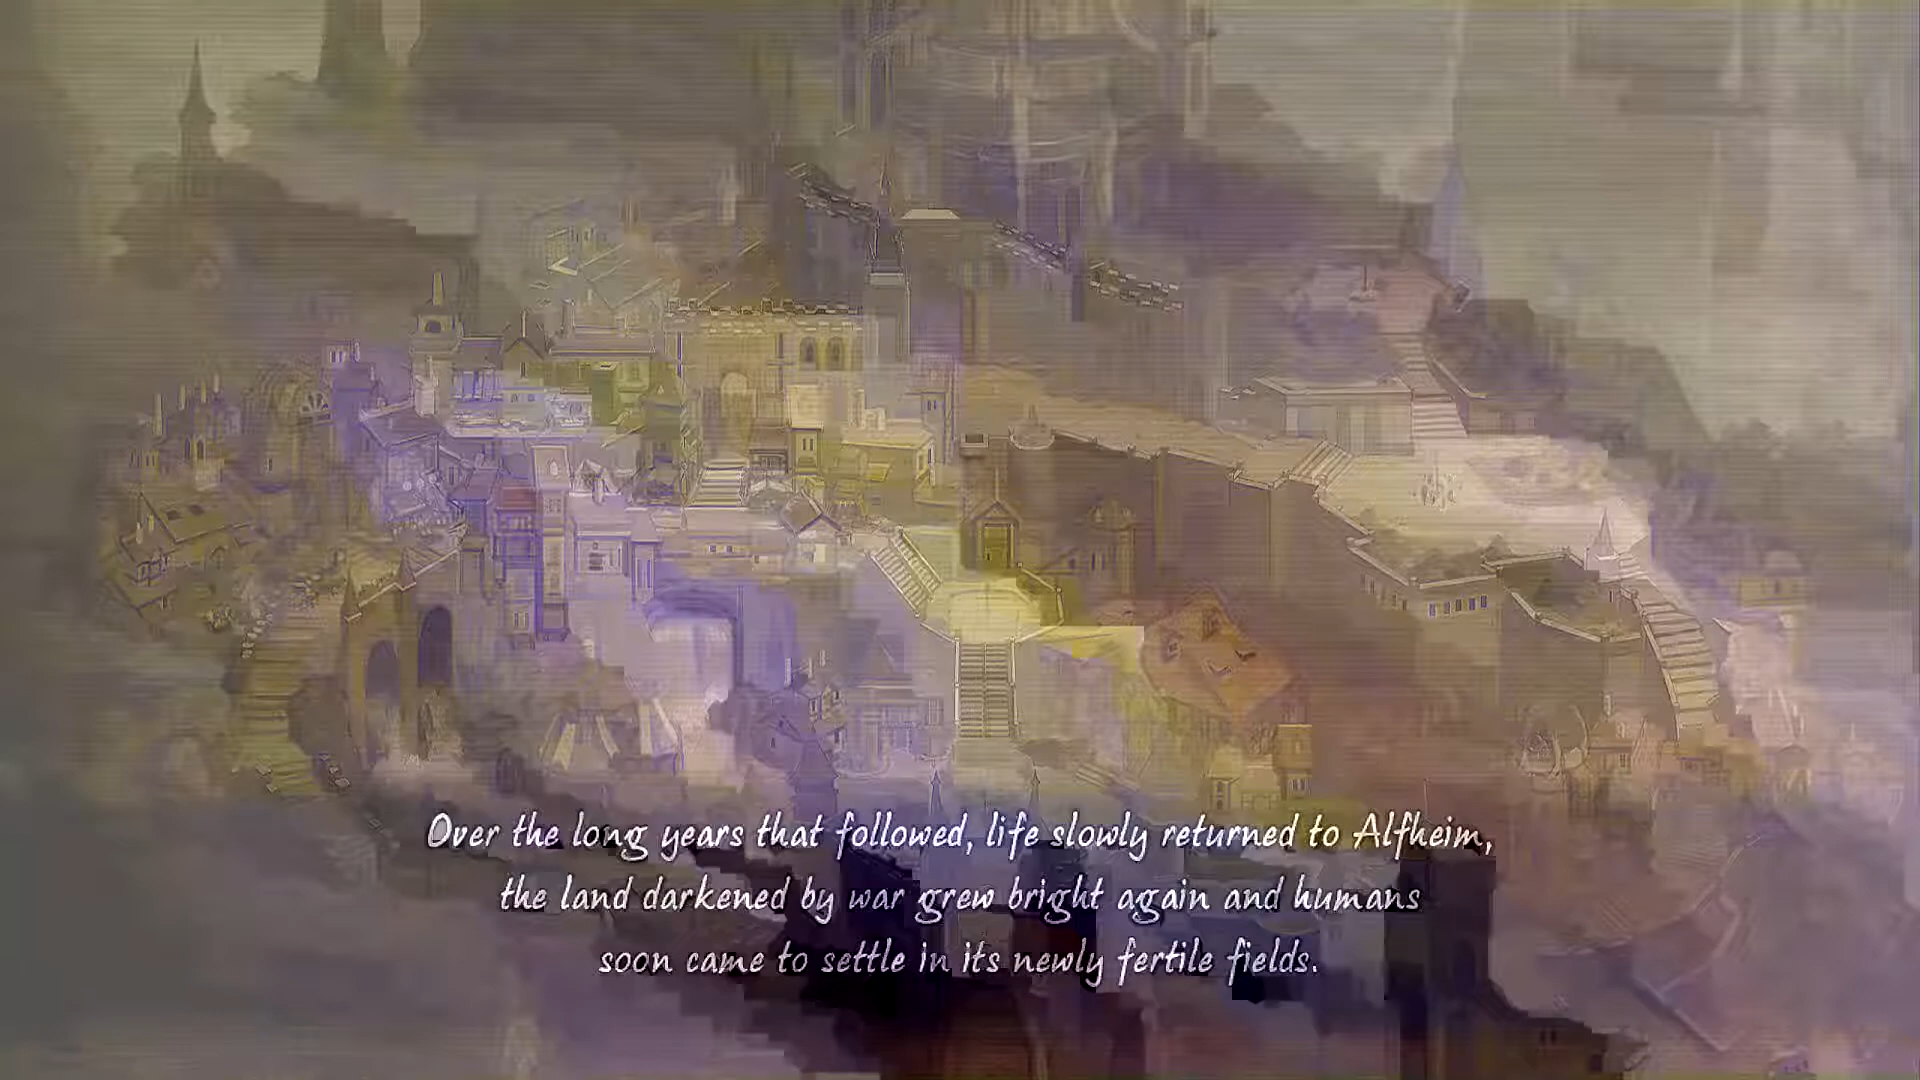 Over the long years that followed, life slowly returned to Alfheim,
the land darkened by war grew bright again and humans
soon came to settle in its newly fertile fields.